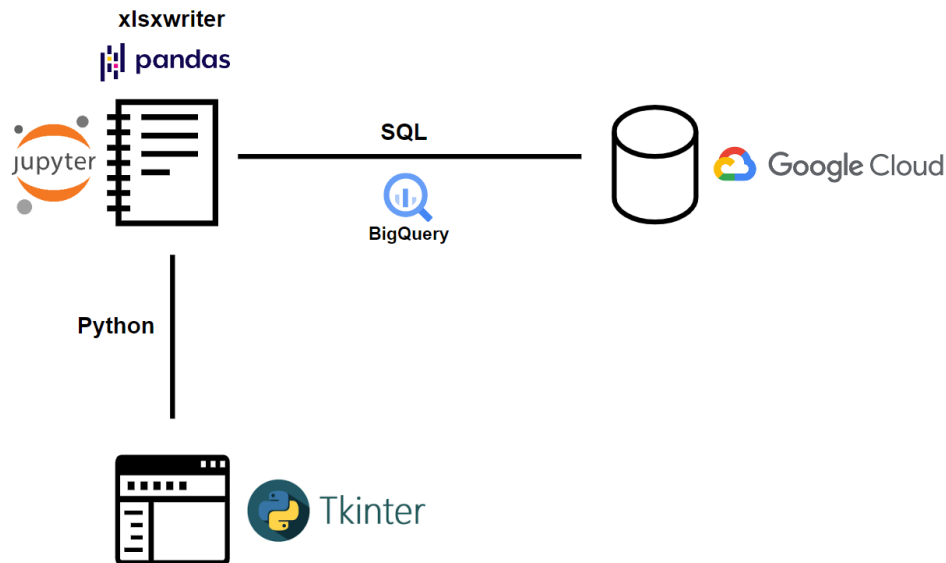 xlsxwriter
pandas
jupyter
SQL
Google Cloud
BigQuery
Python
Tkinter